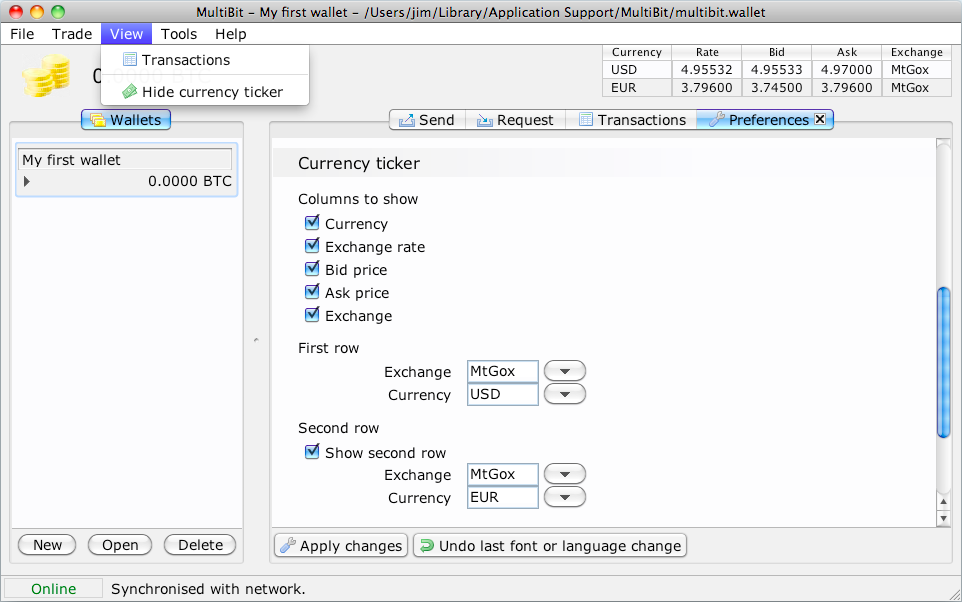 MultiBit - My first wallet - /Users/jim/Library/Application Support/MultiBit/multibit.wallet
File Trade View Tools Help
Transactions
Hide currency ticker
Currency Rate Bid Ask Exchange
USD 4.95532 4.95533 4.97000 MtGox
EUR 3.79600 3.74500 3.79600 MtGox
Wallets
My first wallet
0.0000 BTC
Send Request Transactions Preferences
Currency ticker
Columns to show
Currency
Exchange rate
Bid price
Ask price
Exchange
First row
Exchange MtGox
Currency USD
Second row
Show second row
Exchange MtGox
Currency EUR
New Open Delete
Apply changes Undo last font or language change
Online Synchronised with network.